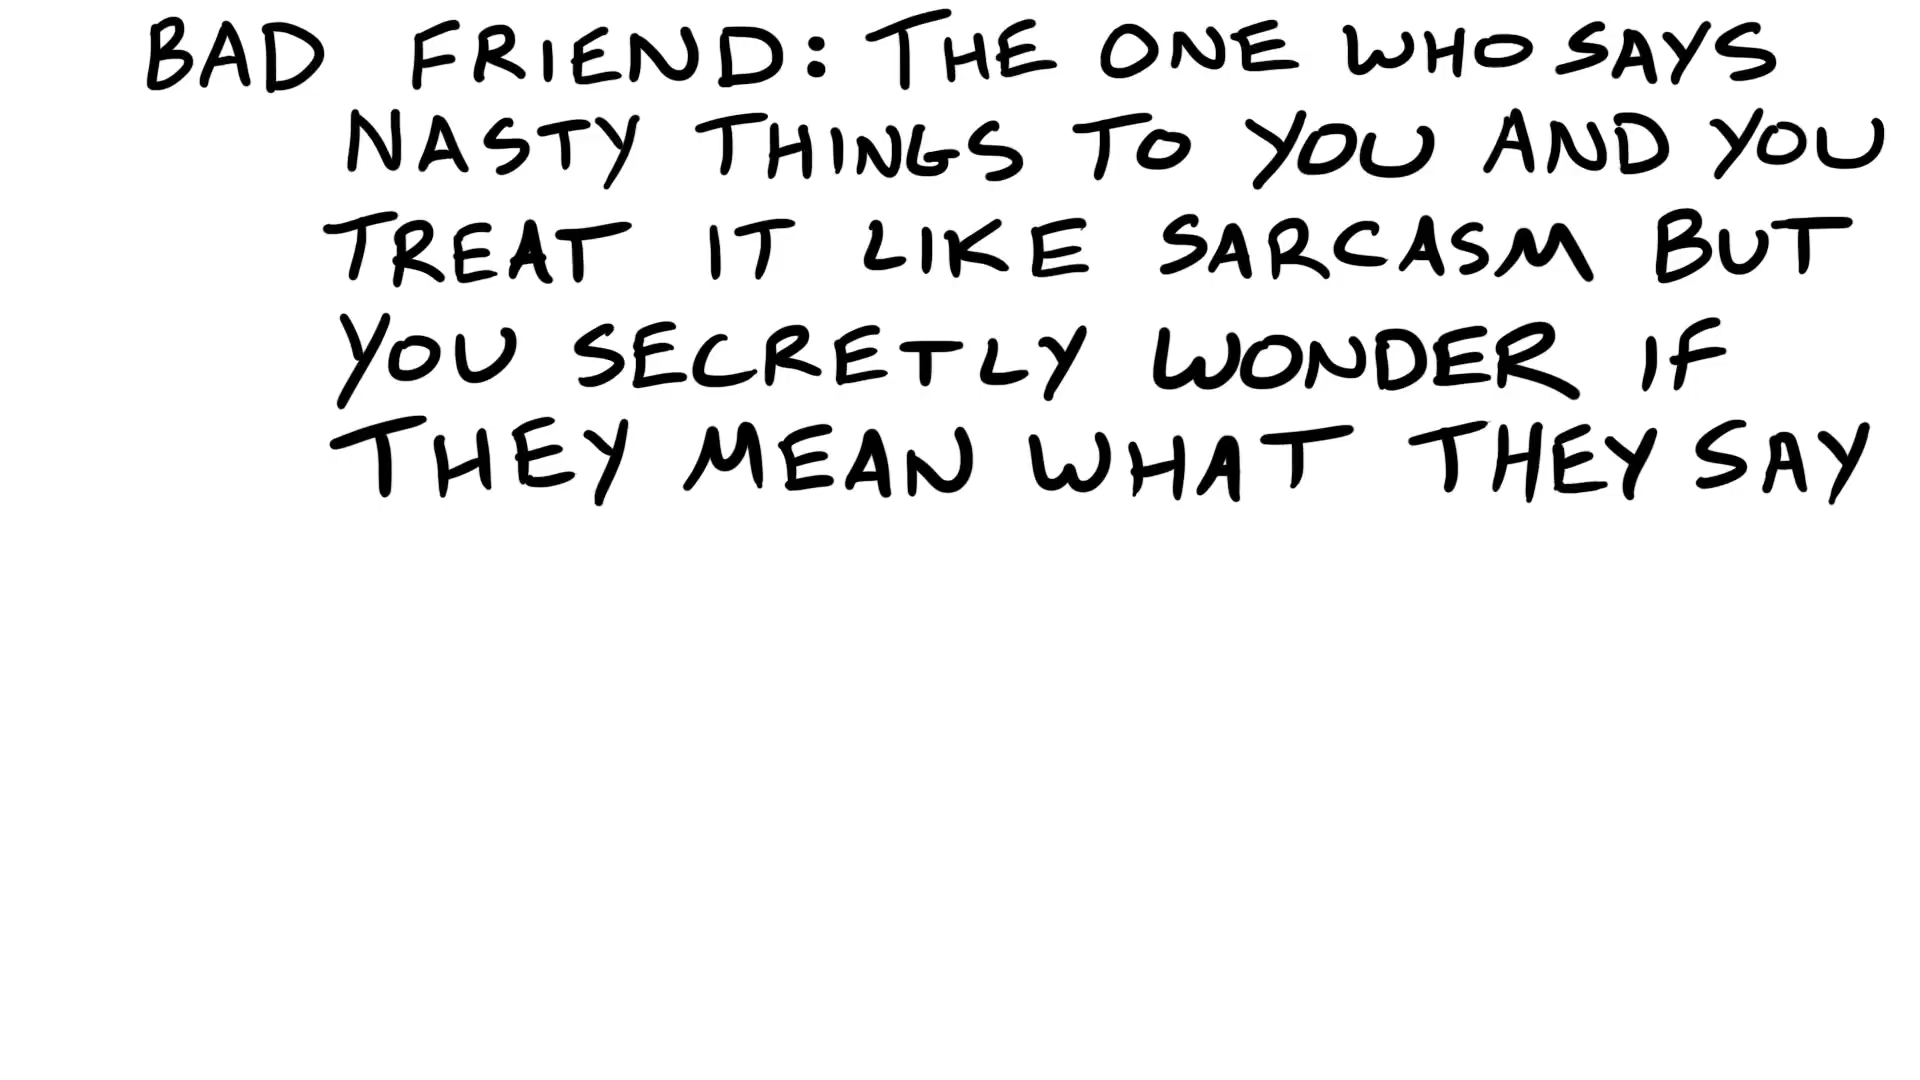 BAD FRIEND: THE ONE WHO SAYS
NASTY THINGS TO YOU AND YOU
TREAT IT LIKE SARCASM BUT
YOU SECRETLY WONDER IF
THEY MEAN WHAT THEY SAY